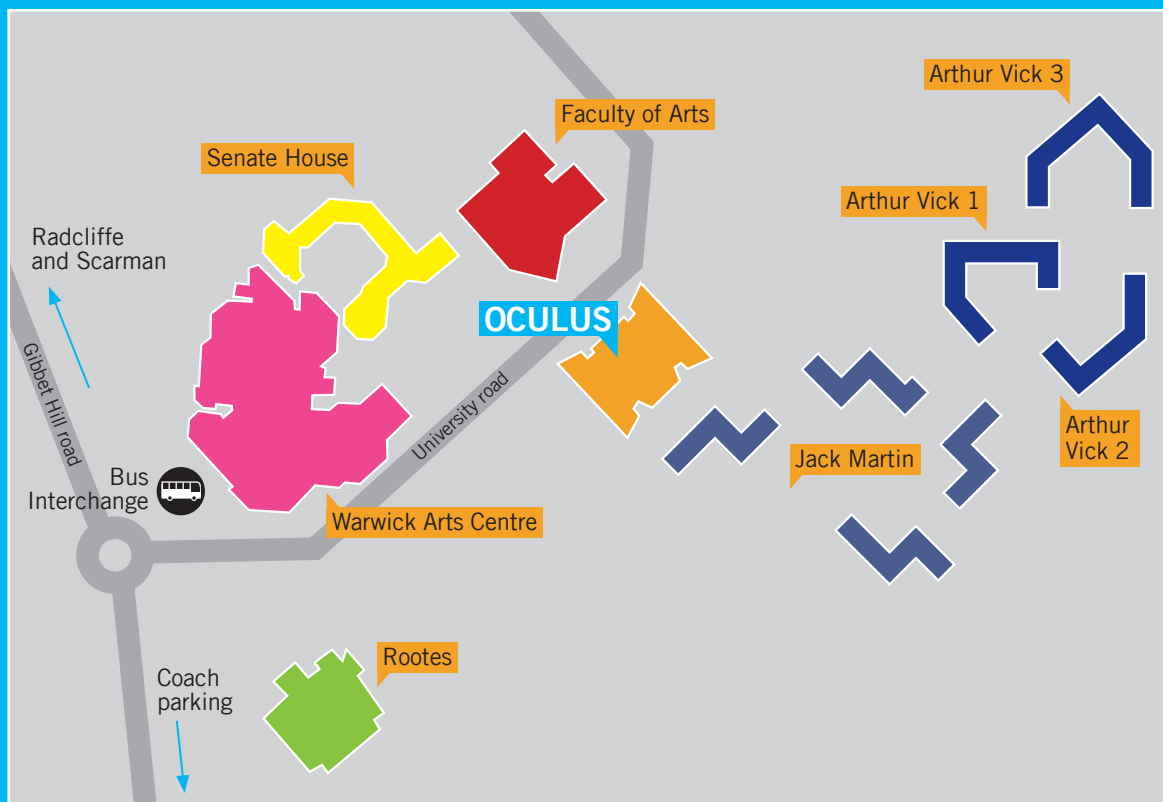 Arthur Vick 3
Faculty of Arts
Senate House
Arthur Vick 1
Radcliffe
and Scarman
OCULUS
Gibbet Hill road
University road
Arthur
Vick 2
Jack Martin
Bus
Interchange
Warwick Arts Centre
Rootes
Coach
parking